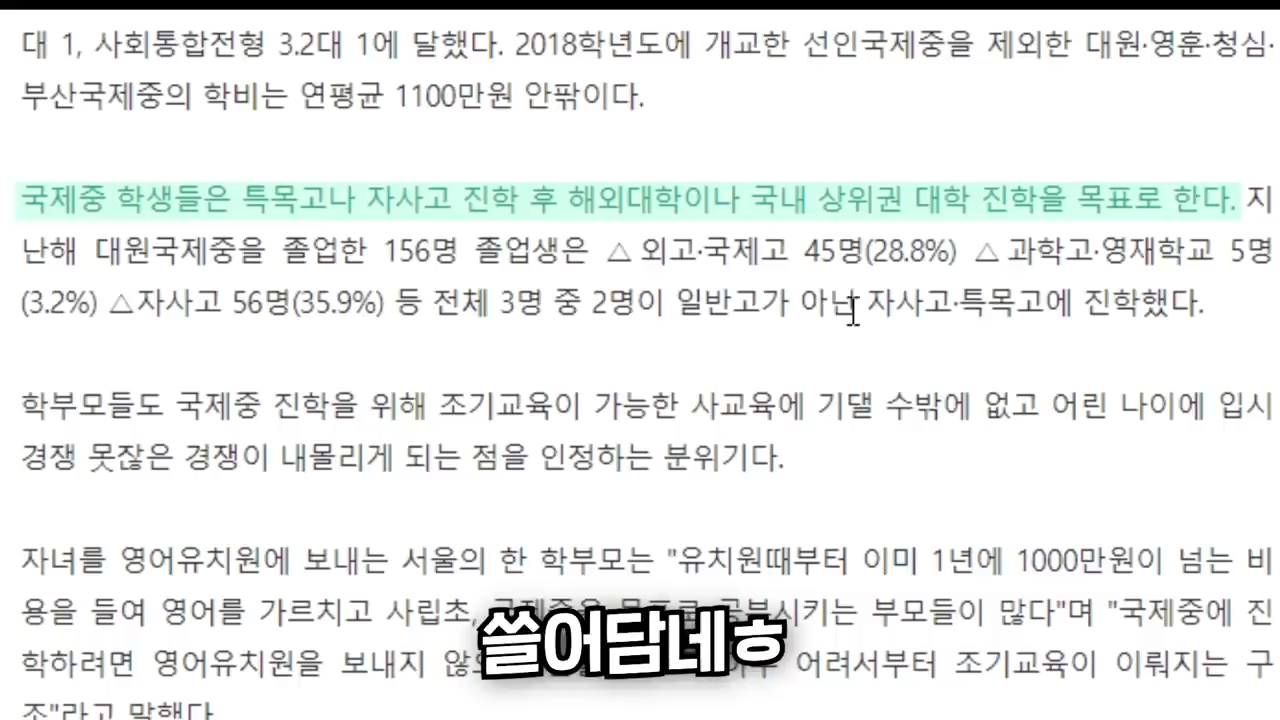 대 1, 사회통합전형 3.2대 1에 달했다. 2018학년도에 개교한 선인국제중을 제외한 대원·영훈·청심·
부산국제중의 학비는 연평균 1100만원 안팎이다.
국제중 학생들은 특목고나 자사고 진학 후 해외대학이나 국내 상위권 대학 진학을 목표로 한다. 지
난해 대원국제중을 졸업한 156명 졸업생은 △외고·국제고 45명(28.8%) △과학고·영재학교 5명
(3.2%) △자사고 56명(35.9%) 등 전체 3명 중 2명이 일반고가 아닌 자사고·특목고에 진학했다.
학부모들도 국제중 진학을 위해 조기교육이 가능한 사교육에 기댈 수밖에 없고 어린 나이에 입시
경쟁 못잖은 경쟁이 내몰리게 되는 점을 인정하는 분위기다.
자녀를 영어유치원에 보내는 서울의 한 학부모는 "유치원때부터 이미 1년에 1000만원이 넘는 비
용을 들여 영어를 가르치고 사립초, 부모들이 많다"며 "국제중에 진
학하려면 영어유치원을 보내지 어려서부터 조기교육이 이뤄지는 구
조"라고 말했다
쓸어담네ㅎ